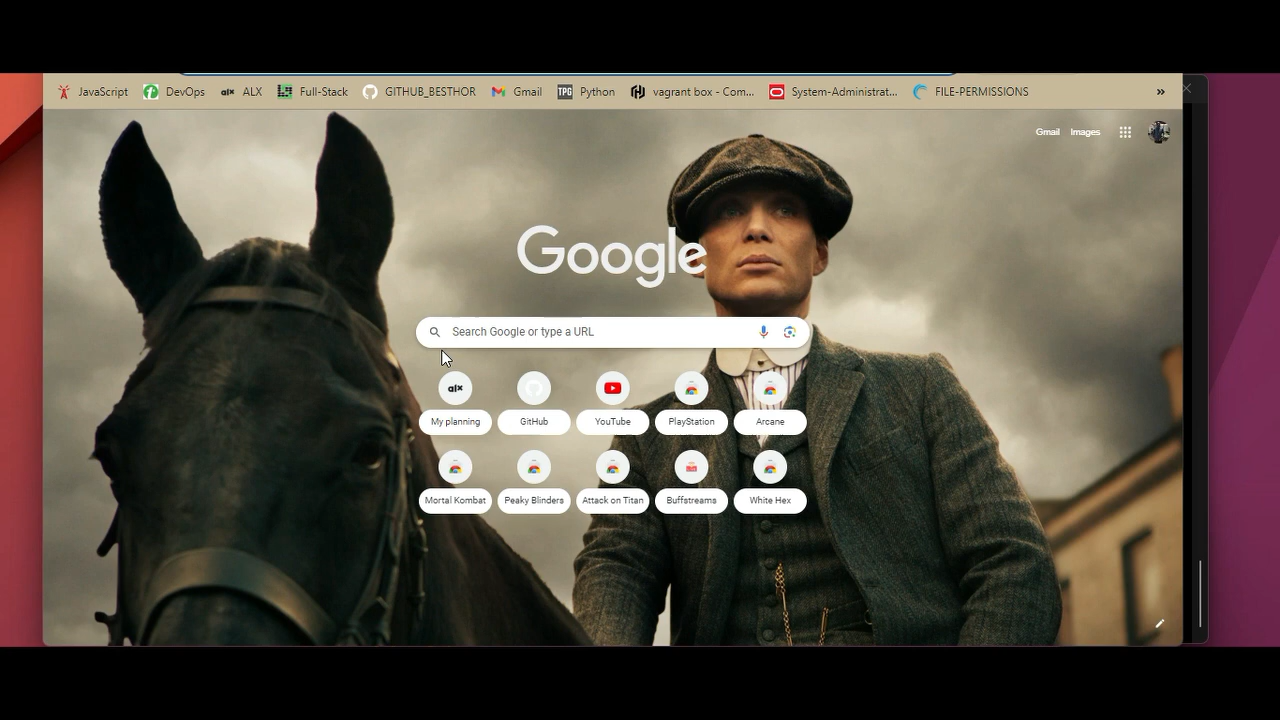 JavaScript DevOps ALX Full-Stack GITHUB_BESTHOR Gmail Python vagrant box - Com... System-Administrat... FILE-PERMISSIONS »
Gmail Images
Google
Search Google or type a URL
alx
My planning GitHub YouTube PlayStation Arcane
Mortal Kombat Peaky Blinders Attack on Titan Buffstreams White Hex